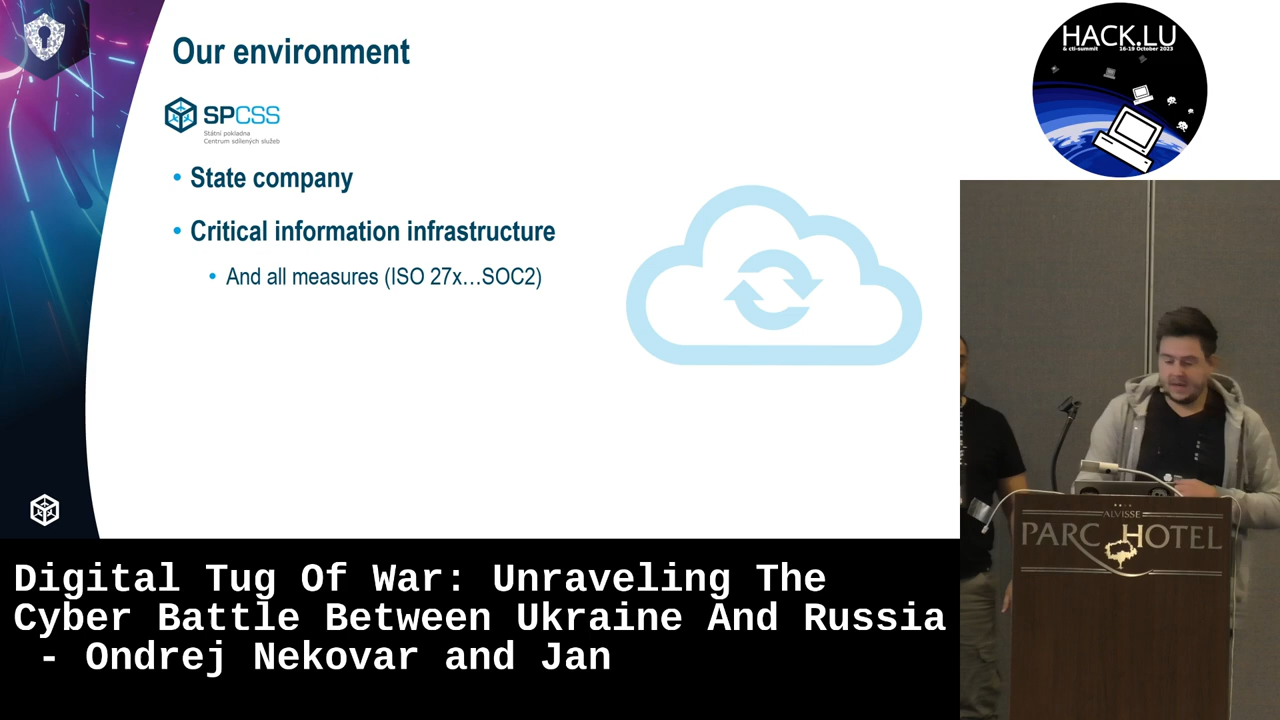 Our environment
SPCSS
Státní pokladna
Centrum sdílených služeb
• State company
• Critical information infrastructure
• And all measures (ISO 27x...SOC2)
HACK.LU
& cti-summit 16-19 October 2023
ALVISSE
PARC HOTEL
Digital Tug Of War: Unraveling The
Cyber Battle Between Ukraine And Russia
- Ondrej Nekovar and Jan